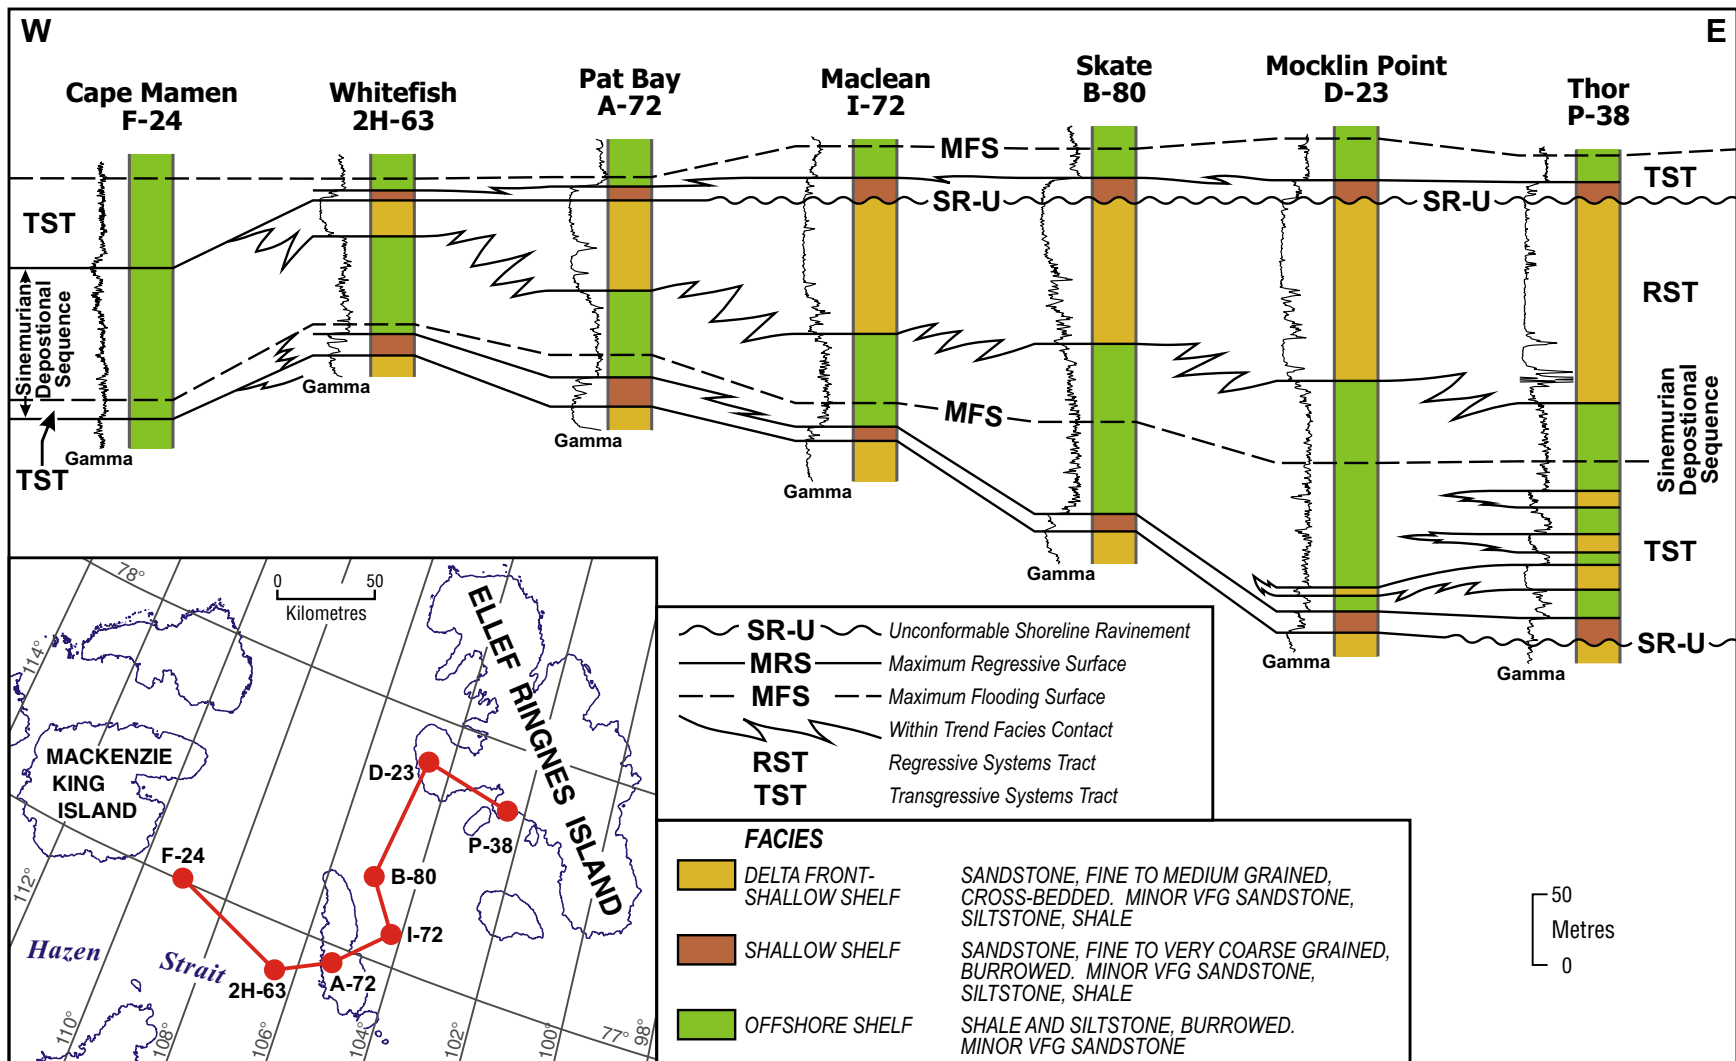 W
E
Cape Mamen
F-24
Whitefish
2H-63
Pat Bay
A-72
Maclean
I-72
Skate
B-80
Mocklin Point
D-23
Thor
P-38
MFS
TST
TST
SR-U
SR-U
RST
Sinemurian
Depostional
Sequence
MFS
Sinemurian
Depostional
Sequence
TST
TST
SR-U
Gamma
Gamma
Gamma
Gamma
Gamma
Gamma
Gamma
78°
0 50
Kilometres
114°
112°
110°
108°
106°
104°
102°
100°
77°
98°
ELLEF RINGNES ISLAND
MACKENZIE
KING
ISLAND
Hazen
Strait
F-24
2H-63
A-72
I-72
B-80
D-23
P-38
SR-U Unconformable Shoreline Ravinement
MRS Maximum Regressive Surface
MFS Maximum Flooding Surface
Within Trend Facies Contact
RST Regressive Systems Tract
TST Transgressive Systems Tract
FACIES
DELTA FRONT- SANDSTONE, FINE TO MEDIUM GRAINED,
SHALLOW SHELF CROSS-BEDDED. MINOR VFG SANDSTONE,
SILTSTONE, SHALE
SHALLOW SHELF SANDSTONE, FINE TO VERY COARSE GRAINED,
BURROWED. MINOR VFG SANDSTONE,
SILTSTONE, SHALE
OFFSHORE SHELF SHALE AND SILTSTONE, BURROWED.
MINOR VFG SANDSTONE
50
Metres
0